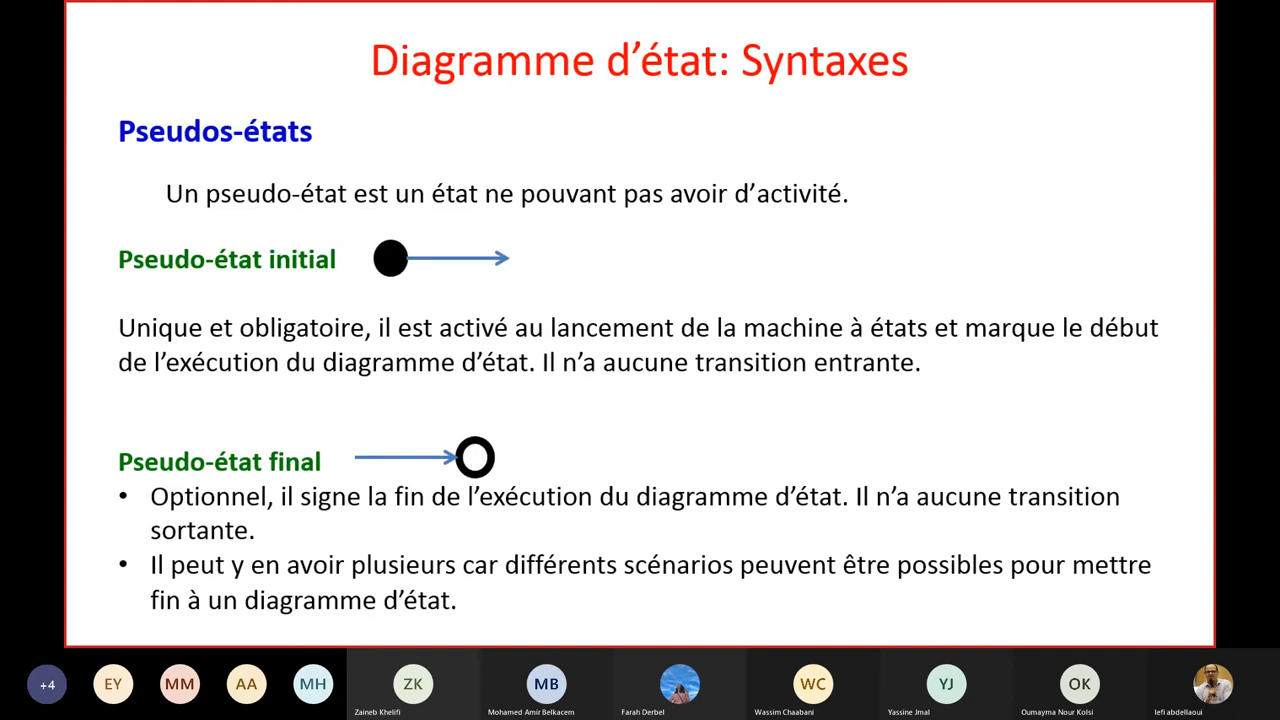 Diagramme d’état: Syntaxes
Pseudos-états
Un pseudo-état est un état ne pouvant pas avoir d’activité.
Pseudo-état initial
Unique et obligatoire, il est activé au lancement de la machine à états et marque le début
de l’exécution du diagramme d’état. Il n’a aucune transition entrante.
Pseudo-état final
• Optionnel, il signe la fin de l’exécution du diagramme d’état. Il n’a aucune transition
sortante.
• Il peut y en avoir plusieurs car différents scénarios peuvent être possibles pour mettre
fin à un diagramme d’état.
+4 EY MM AA MH ZK MB WC YJ OK
Zaineb Khelifi Mohamed Amir Belkacem Farah Derbel Wassim Chaabani Yassine Jmal Oumayma Nour Kolsi lefi abdellaoui